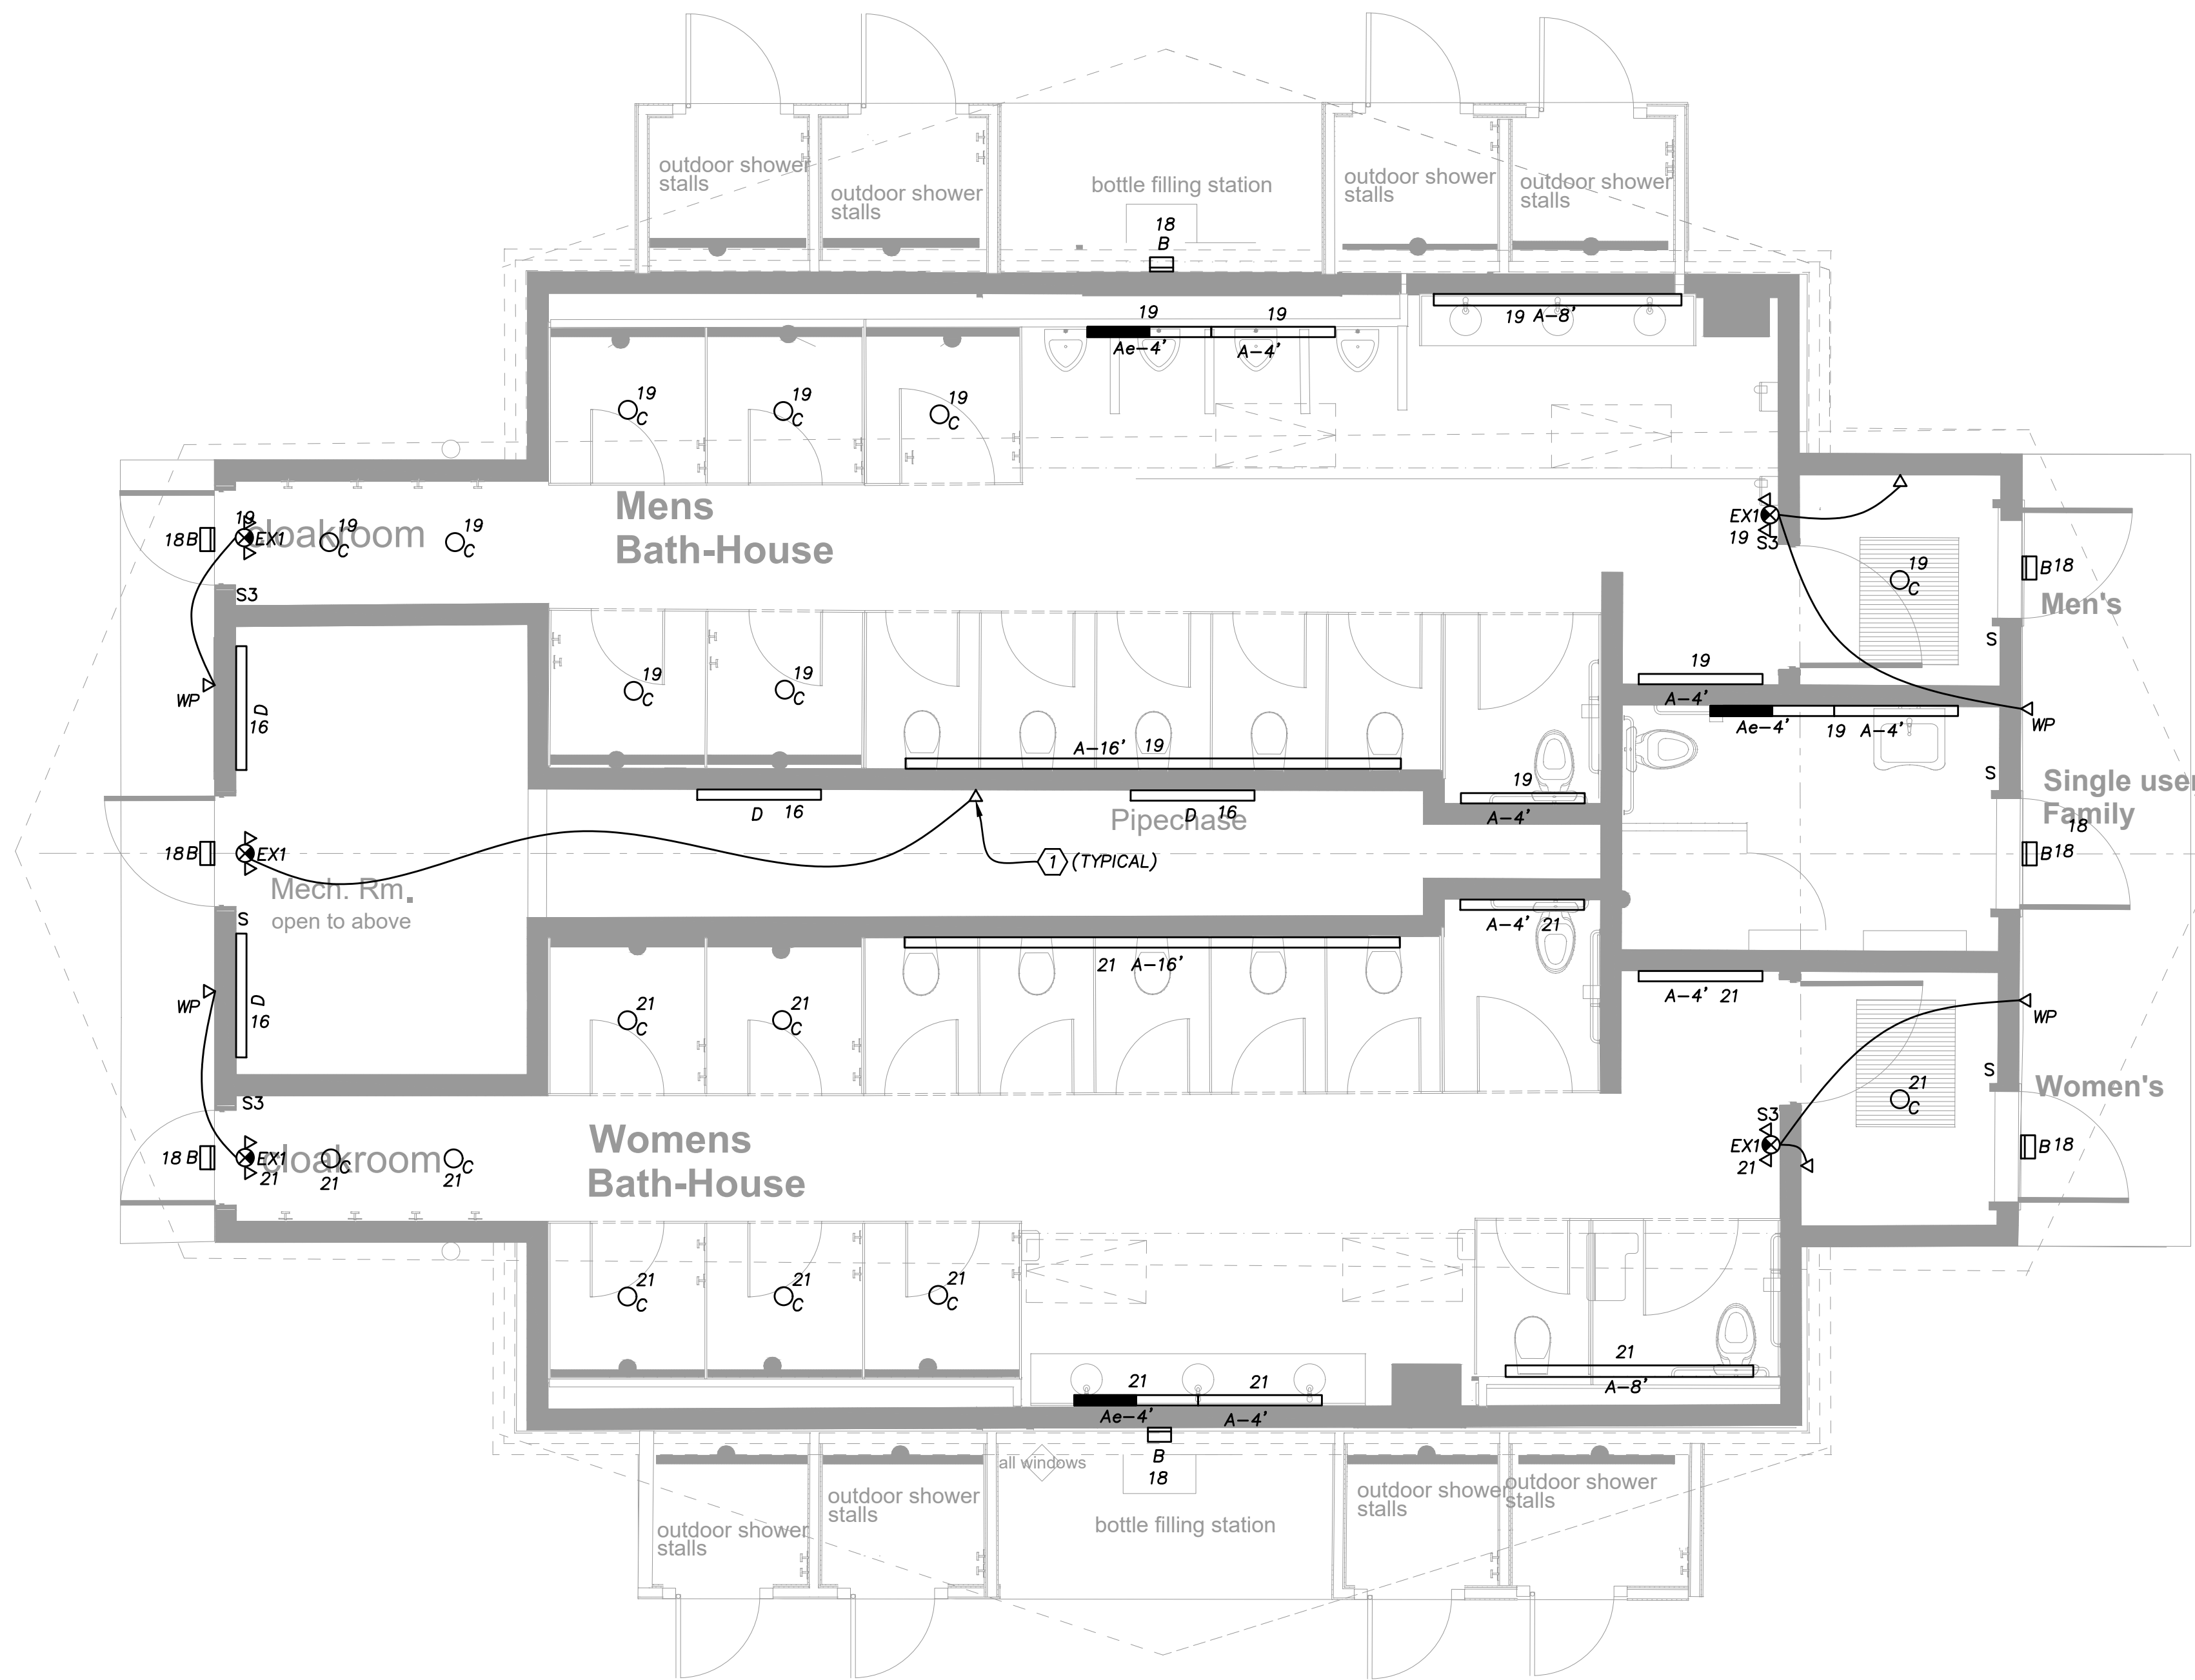 outdoor shower
stalls
outdoor shower
stalls
bottle filling station
outdoor shower
stalls
outdoor shower
stalls
18
B
19
Ae-4'
19
A-4'
19 A-8'
19
C
19
C
19
C
Mens
Bath-House
cloakroom
18 B
19
EX1
19
C
19
C
S3
EX1
19
S3
19
C
B 18
Men's
S
WP
D
16
19
C
19
C
A-16' 19
19
A-4'
19
A-4'
Ae-4' 19 A-4'
WP
S
Single user
Family
18
B 18
D 16
D 16
Pipechase
1 (TYPICAL)
18 B
EX1
Mech. Rm.
open to above
S
WP
D
16
21 A-16'
A-4' 21
A-4' 21
WP
21
C
21
C
S
21
C
Women's
S3
18 B
EX1
21
cloakroom
C
21
C
21
Womens
Bath-House
S3
EX1
21
B 18
21
C
21
C
21
C
21
Ae-4'
21
A-4'
21
A-8'
B
18
all windows
outdoor shower
stalls
outdoor shower
stalls
bottle filling station
outdoor shower
stalls
outdoor shower
stalls